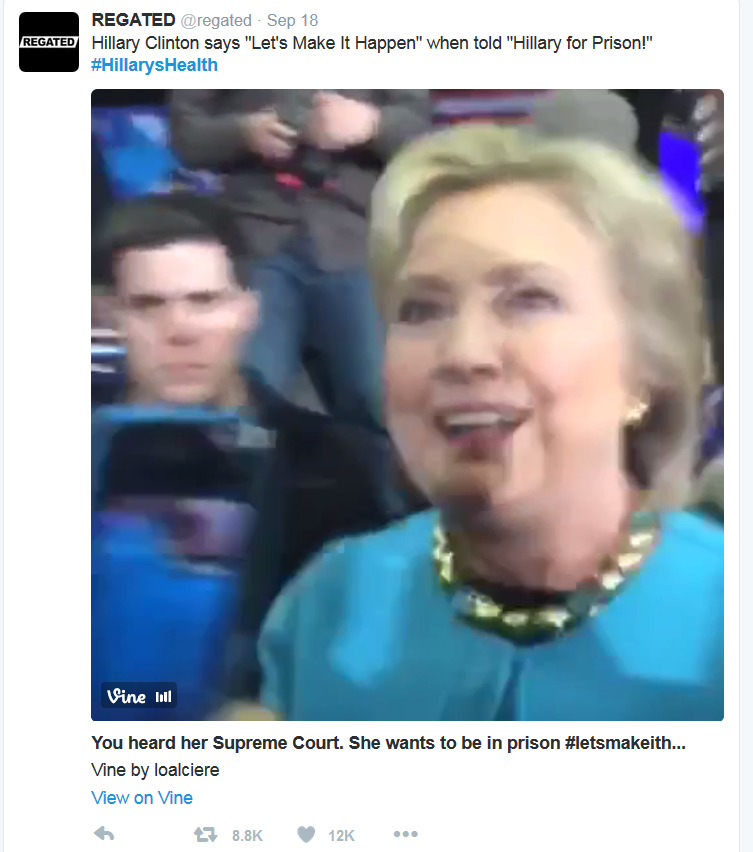 REGATED @regated · Sep 18
REGATED
Hillary Clinton says "Let's Make It Happen" when told "Hillary for Prison!"
#HillarysHealth
Vine
You heard her Supreme Court. She wants to be in prison #letsmakeith...
Vine by loalciere
View on Vine
8.8K 12K